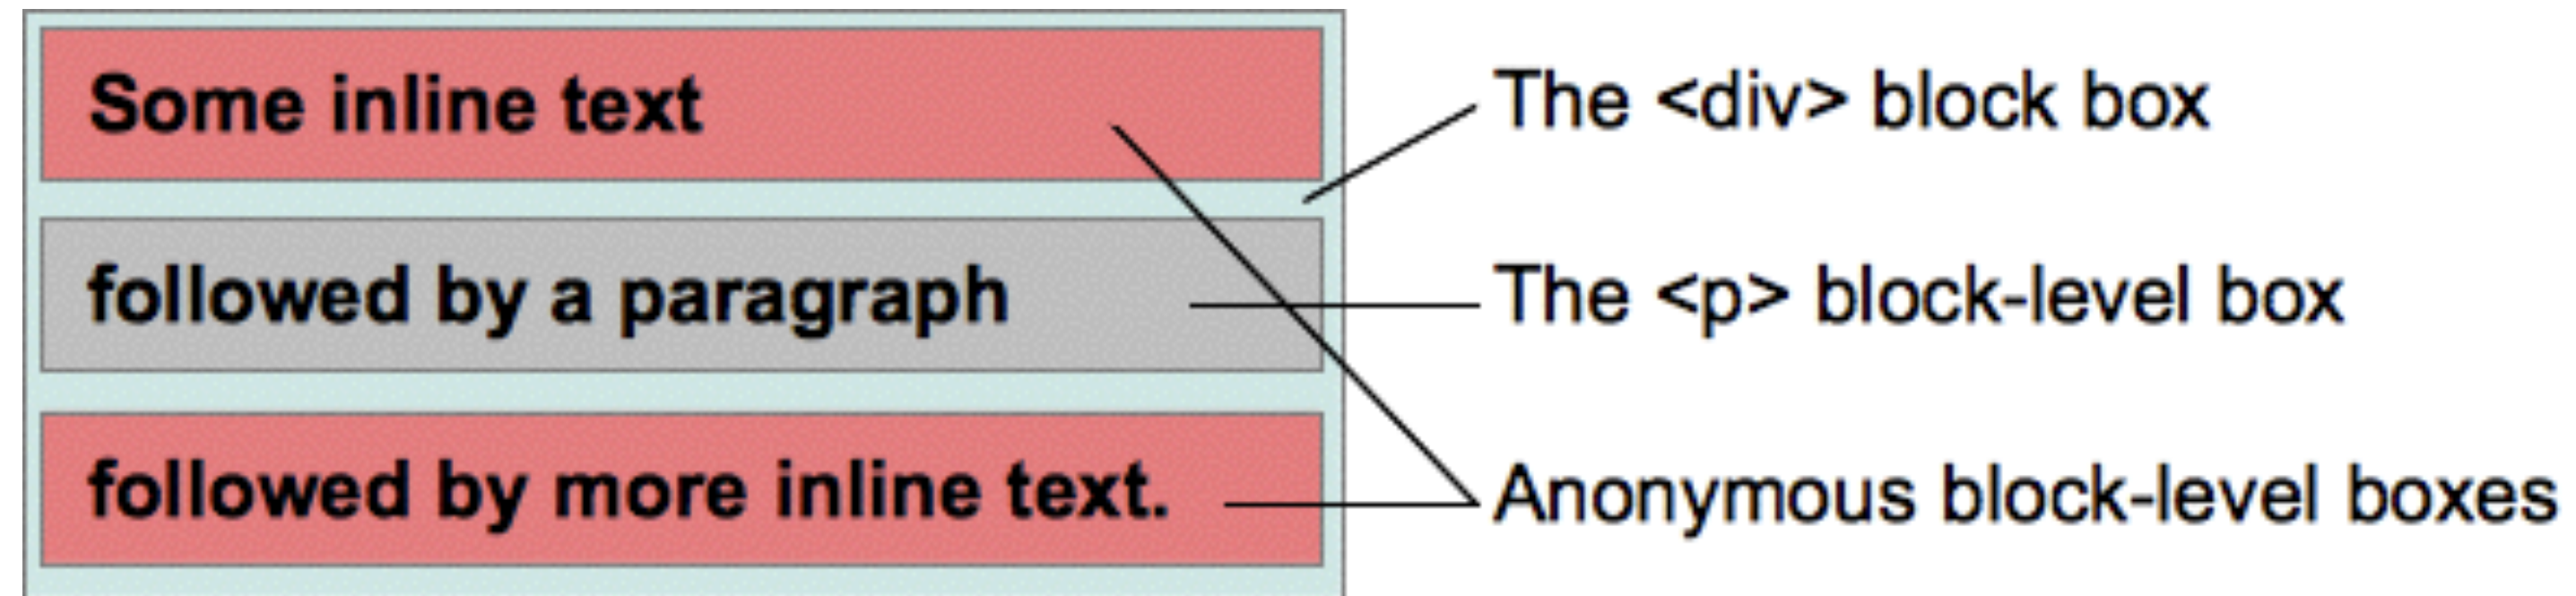 Some inline text
The <div> block box
followed by a paragraph
The <p> block-level box
followed by more inline text.
Anonymous block-level boxes